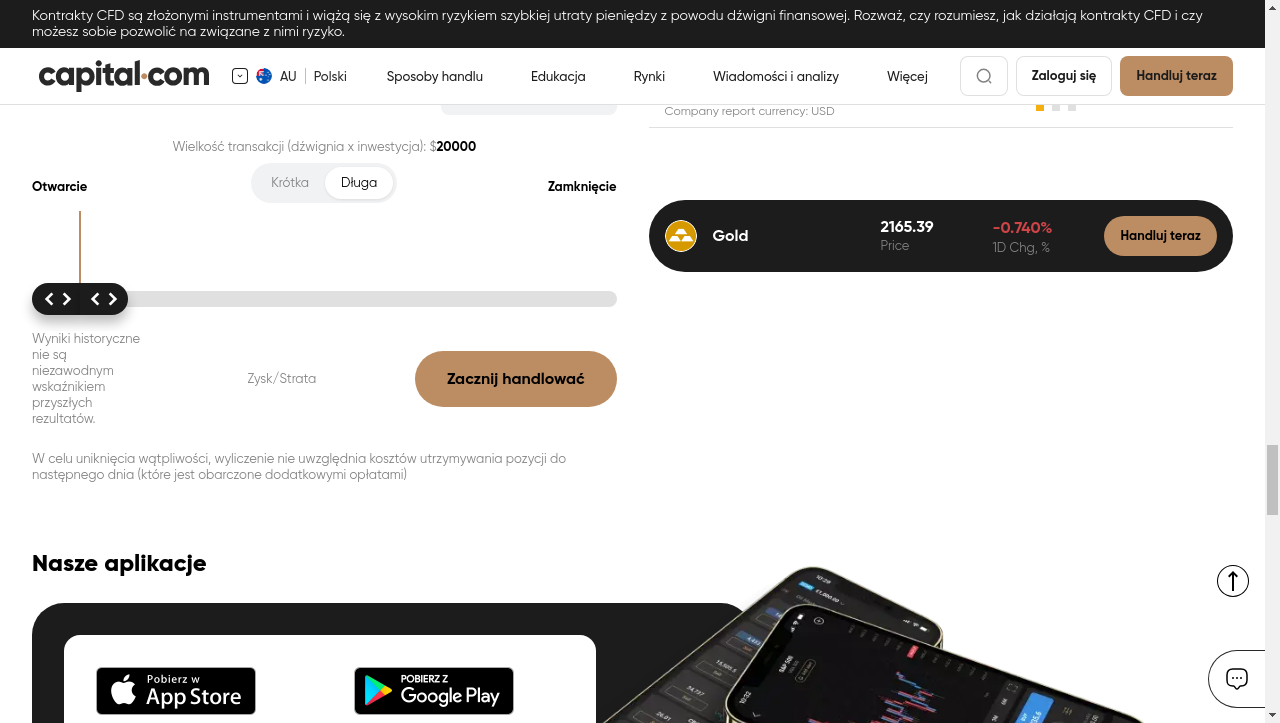 Kontrakty CFD są złożonymi instrumentami i wiążą się z wysokim ryzykiem szybkiej utraty pieniędzy z powodu dźwigni finansowej. Rozważ, czy rozumiesz, jak działają kontrakty CFD i czy
możesz sobie pozwolić na związane z nimi ryzyko.
capital.com
AU
Polski
Sposoby handlu
Edukacja
Rynki
Wiadomości i analizy
Więcej
Zaloguj się
Handluj teraz
Company report currency: USD
Wielkość transakcji (dźwignia x inwestycja): $20000
Otwarcie
Krótka
Długa
Zamknięcie
Gold
2165.39
Price
-0.740%
1D Chg, %
Handluj teraz
Wyniki historyczne
nie są
niezawodnym
wskaźnikiem
przyszłych
rezultatów.
Zysk/Strata
Zacznij handlować
W celu uniknięcia wątpliwości, wyliczenie nie uwzględnia kosztów utrzymywania pozycji do
następnego dnia (które jest obarczone dodatkowymi opłatami)
Nasze aplikacje
Pobierz w
App Store
POBIERZ Z
Google Play
10:29
10:32
S&P 500